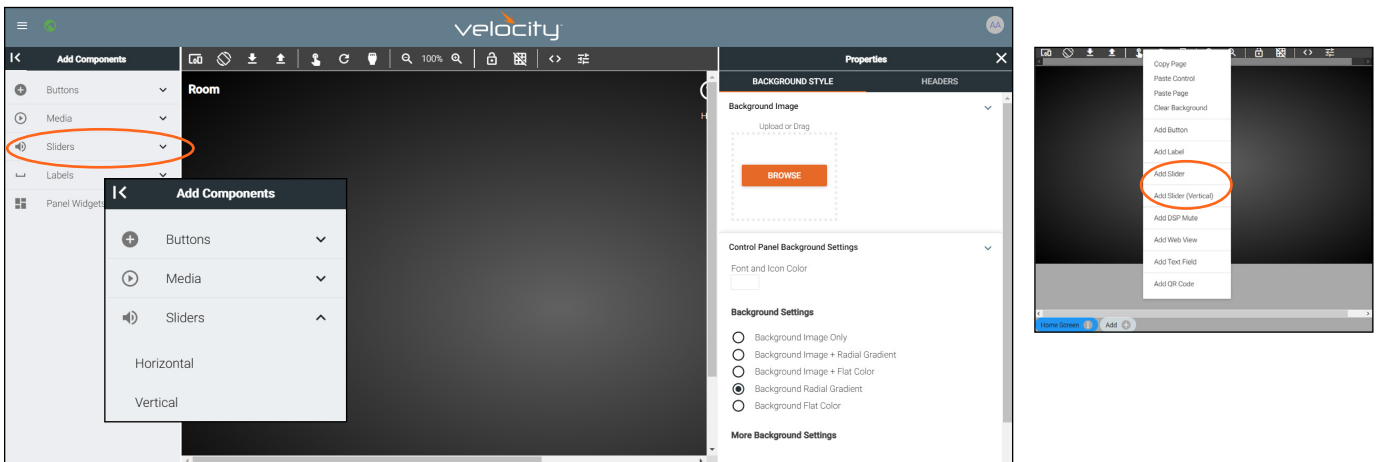 velocity
AA
Add Components
100%
Properties
Buttons
Media
Sliders
Labels
Panel Widgets
Room
H
BACKGROUND STYLE
HEADERS
Background Image
Upload or Drag
BROWSE
Control Panel Background Settings
Font and Icon Color
Background Settings
Background Image Only
Background Image + Radial Gradient
Background Image + Flat Color
Background Radial Gradient
Background Flat Color
More Background Settings
Add Components
Buttons
Media
Sliders
Horizontal
Vertical
Copy Page
Paste Control
Paste Page
Clear Background
Add Button
Add Label
Add Slider
Add Slider (Vertical)
Add DSP Mute
Add Web View
Add Text Field
Add QR Code
Home Screen
Add